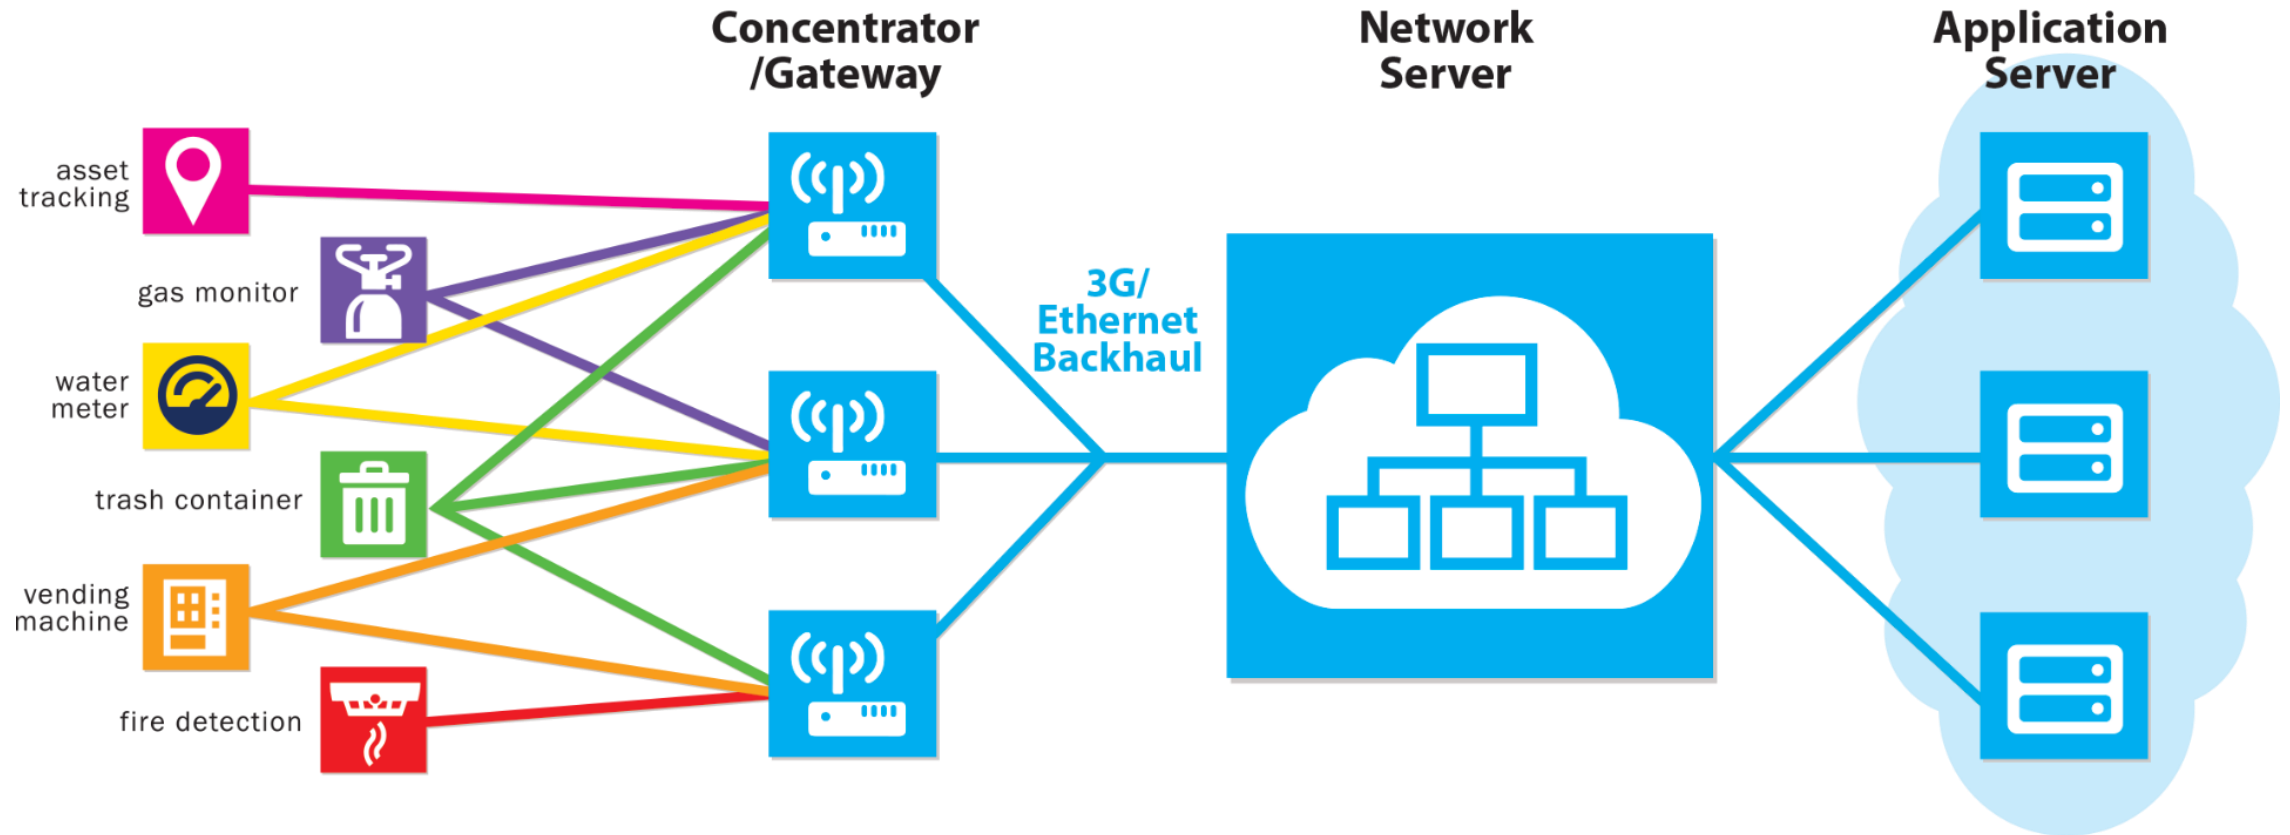 Concentrator
/Gateway
Network
Server
Application
Server
asset
tracking
gas monitor
water
meter
trash container
vending
machine
fire detection
3G/
Ethernet
Backhaul